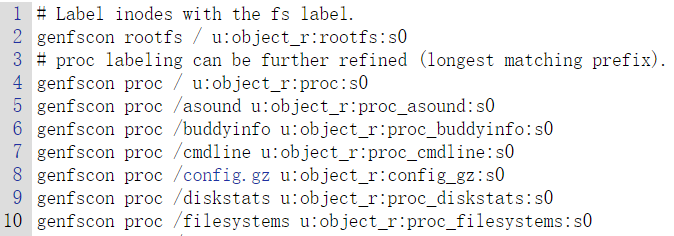 1 # Label inodes with the fs label.
2 genfscon rootfs / u:object_r:rootfs:s0
3 # proc labeling can be further refined (longest matching prefix).
4 genfscon proc / u:object_r:proc:s0
5 genfscon proc /asound u:object_r:proc_asound:s0
6 genfscon proc /buddyinfo u:object_r:proc_buddyinfo:s0
7 genfscon proc /cmdline u:object_r:proc_cmdline:s0
8 genfscon proc /config.gz u:object_r:config_gz:s0
9 genfscon proc /diskstats u:object_r:proc_diskstats:s0
10 genfscon proc /filesystems u:object_r:proc_filesystems:s0